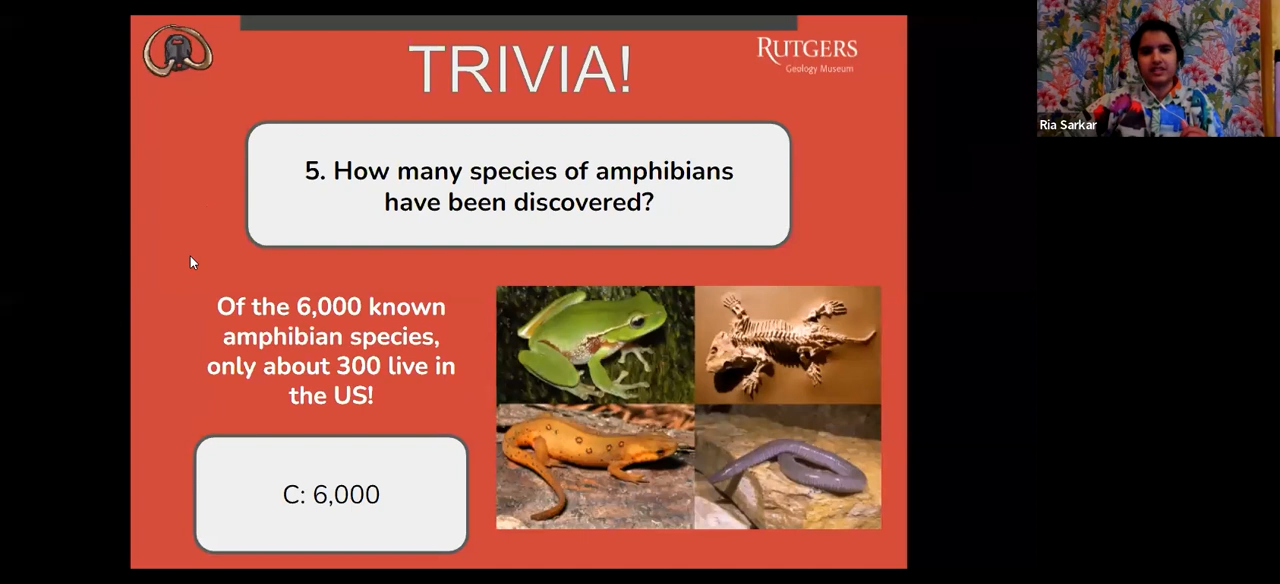 TRIVIA!
RUTGERS
Geology Museum
Ria Sarkar
5. How many species of amphibians
have been discovered?
Of the 6,000 known
amphibian species,
only about 300 live in
the US!
C: 6,000